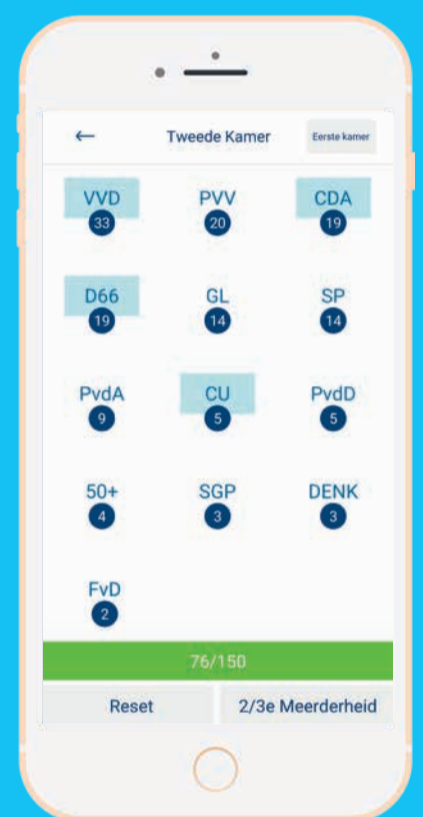 ← Tweede Kamer Eerste kamer
VVD PVV CDA
33 20 19
D66 GL SP
19 14 14
PvdA CU PvdD
9 5 5
50+ SGP DENK
4 3 3
FvD
2
76/150
Reset 2/3e Meerderheid